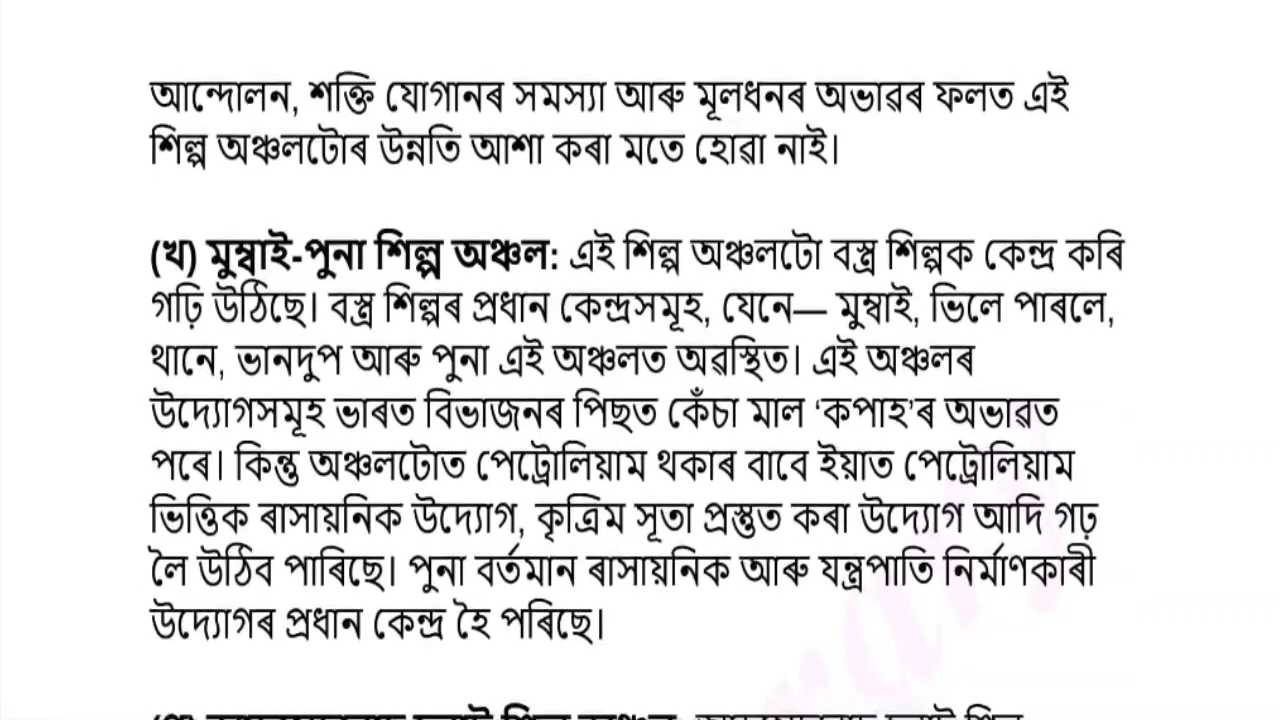 আন্দোলন, শক্তি যোগানৰ সমস্যা আৰু মূলধনৰ অভাৱৰ ফলত এই
শিল্প অঞ্চলটোৰ উন্নতি আশা কৰা মতে হোৱা নাই।
(খ) মুম্বাই-পুনা শিল্প অঞ্চল: এই শিল্প অঞ্চলটো বস্ত্ৰ শিল্পক কেন্দ্ৰ কৰি
গঢ়ি উঠিছে। বস্ত্ৰ শিল্পৰ প্ৰধান কেন্দ্ৰসমূহ, যেনে— মুম্বাই, ভিলে পাৰলে,
থানে, ভানদুপ আৰু পুনা এই অঞ্চলত অৱস্থিত। এই অঞ্চলৰ
উদ্যোগসমূহ ভাৰত বিভাজনৰ পিছত কেঁচা মাল ‘কপাহ’ৰ অভাৱত
পৰে। কিন্তু অঞ্চলটোত পেট্ৰোলিয়াম থকাৰ বাবে ইয়াত পেট্ৰোলিয়াম
ভিত্তিক ৰাসায়নিক উদ্যোগ, কৃত্ৰিম সূতা প্ৰস্তুত কৰা উদ্যোগ আদি গঢ়
লৈ উঠিব পাৰিছে। পুনা বৰ্তমান ৰাসায়নিক আৰু যন্ত্ৰপাতি নিৰ্মাণকাৰী
উদ্যোগৰ প্ৰধান কেন্দ্ৰ হৈ পৰিছে।